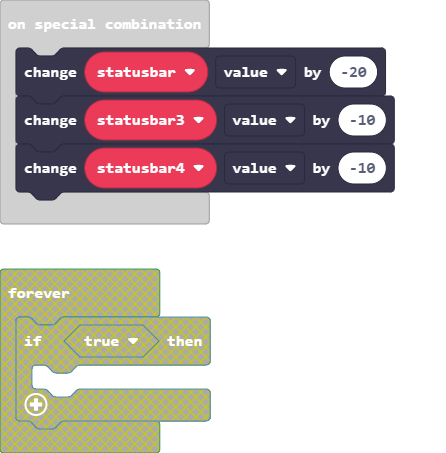 on special combination
change statusbar value by -20
change statusbar3 value by -10
change statusbar4 value by -10
forever
if true then